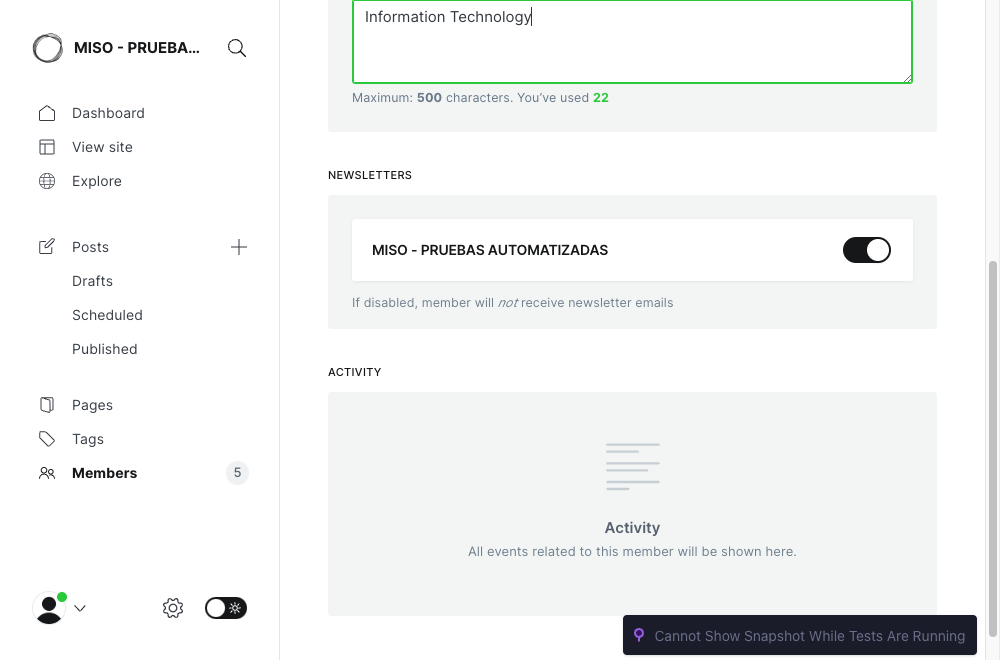 MISO - PRUEBA...
Dashboard
View site
Explore
Posts
Drafts
Scheduled
Published
Pages
Tags
Members 5
Information Technology
Maximum: 500 characters. You’ve used 22
NEWSLETTERS
MISO - PRUEBAS AUTOMATIZADAS
If disabled, member will not receive newsletter emails
ACTIVITY
Activity
All events related to this member will be shown here.
Cannot Show Snapshot While Tests Are Running